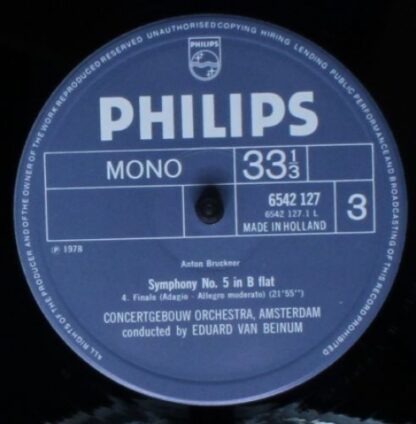 UNAUTHORISED COPYING HIRING LENDING PUBLIC PERFORMANCE AND BROADCASTING OF THIS RECORD PROHIBITED
ALL RIGHTS OF THE PRODUCER AND OF THE OWNER OF THE WORK REPRODUCED RESERVED
PHILIPS
PHILIPS
MONO
33 1/3
6542 127
6542 127.1 L
MADE IN HOLLAND
3
℗ 1978
Anton Bruckner
Symphony No. 5 in B flat
4. Finale (Adagio - Allegro moderato) (21'55'')
CONCERTGEBOUW ORCHESTRA, AMSTERDAM
conducted by EDUARD VAN BEINUM